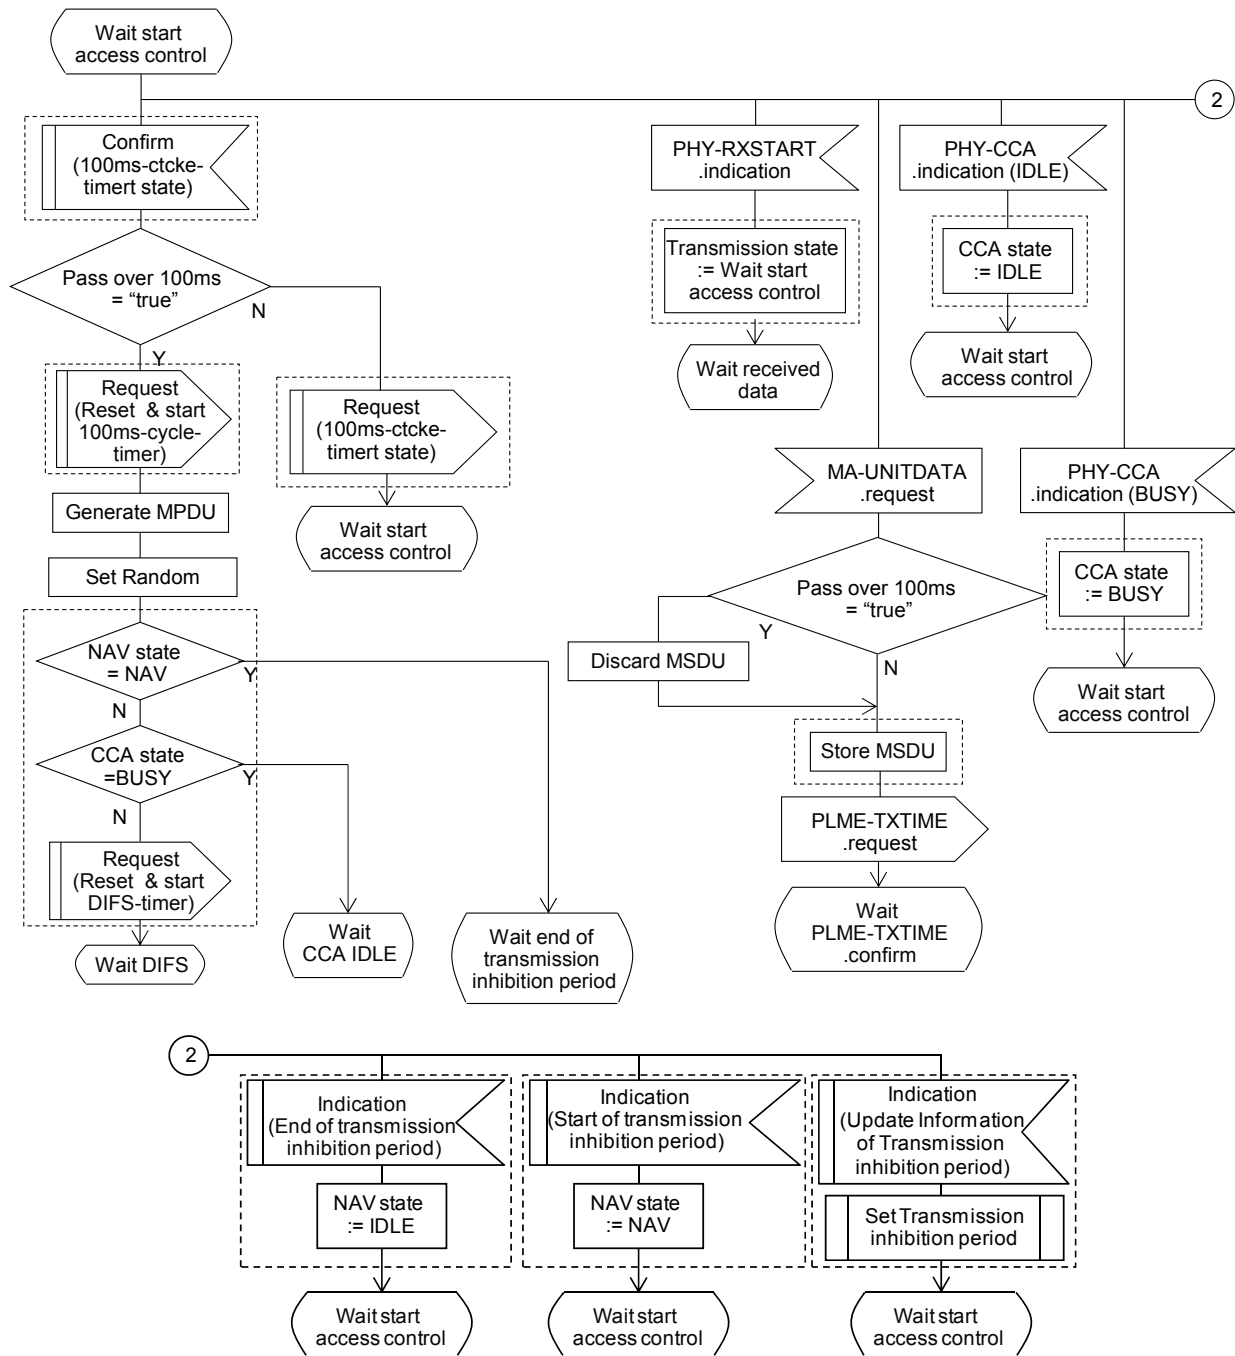 Wait start
access control
2
Confirm
(100ms-ctcke-
timert state)
Pass over 100ms
= “true”
N
Y
Request
(Reset & start
100ms-cycle-
timer)
Request
(100ms-ctcke-
timert state)
Wait start
access control
Generate MPDU
Set Random
NAV state
= NAV
Y
N
CCA state
=BUSY
Y
N
Request
(Reset & start
DIFS-timer)
Wait DIFS
Wait
CCA IDLE
Wait end of
transmission
inhibition period
PHY-RXSTART
.indication
Transmission state
:= Wait start
access control
Wait received
data
PHY-CCA
.indication (IDLE)
CCA state
:= IDLE
Wait start
access control
MA-UNITDATA
.request
Pass over 100ms
= “true”
Y
N
Discard MSDU
Store MSDU
PLME-TXTIME
.request
Wait
PLME-TXTIME
.confirm
PHY-CCA
.indication (BUSY)
CCA state
:= BUSY
Wait start
access control
2
Indication
(End of transmission
inhibition period)
NAV state
:= IDLE
Wait start
access control
Indication
(Start of transmission
inhibition period)
NAV state
:= NAV
Wait start
access control
Indication
(Update Information
of Transmission
inhibition period)
Set Transmission
inhibition period
Wait start
access control